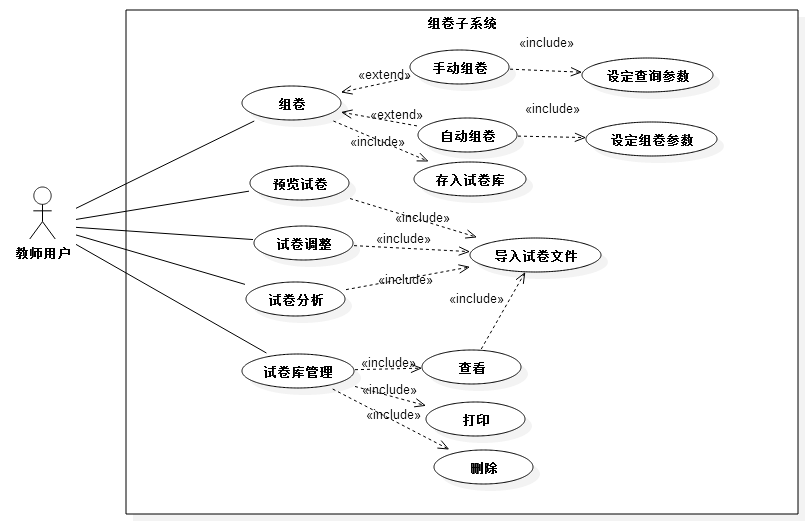 组卷子系统
«include»
«extend»
手动组卷
设定查询参数
组卷
«include»
«extend»
自动组卷
设定组卷参数
«include»
存入试卷库
预览试卷
«include»
教师用户
试卷调整
«include»
导入试卷文件
«include»
试卷分析
«include»
«include»
查看
试卷库管理
«include»
打印
«include»
删除